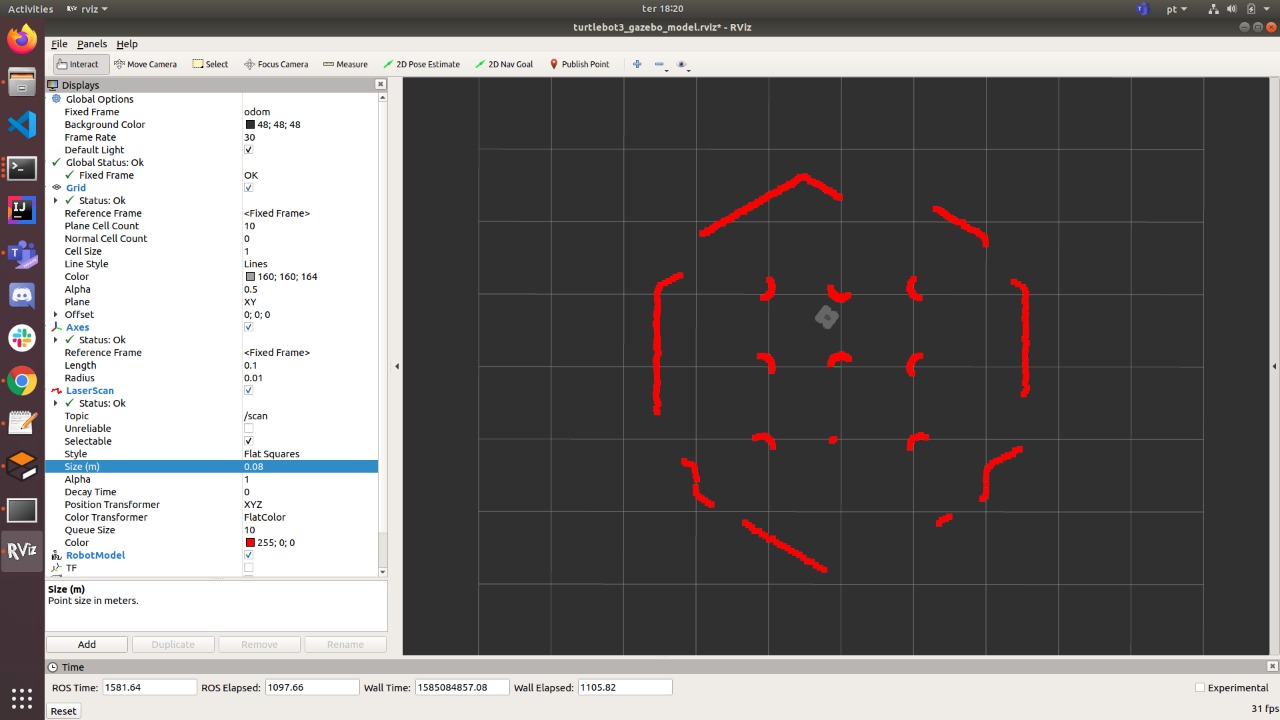 Activities rviz ter 18:20 pt
turtlebot3_gazebo_model.rviz* - RViz
File Panels Help
Interact Move Camera Select Focus Camera Measure 2D Pose Estimate 2D Nav Goal Publish Point
Displays
Global Options
Fixed Frame odom
Background Color 48; 48; 48
Frame Rate 30
Default Light
Global Status: Ok
Fixed Frame OK
Grid
Status: Ok
Reference Frame <Fixed Frame>
Plane Cell Count 10
Normal Cell Count 0
Cell Size 1
Line Style Lines
Color 160; 160; 164
Alpha 0.5
Plane XY
Offset 0; 0; 0
Axes
Status: Ok
Reference Frame <Fixed Frame>
Length 0.1
Radius 0.01
LaserScan
Status: Ok
Topic /scan
Unreliable
Selectable
Style Flat Squares
Size (m) 0.08
Alpha 1
Decay Time 0
Position Transformer XYZ
Color Transformer FlatColor
Queue Size 10
Color 255; 0; 0
RobotModel
TF
Size (m)
Point size in meters.
Add Duplicate Remove Rename
Time
ROS Time: 1581.64 ROS Elapsed: 1097.66 Wall Time: 1585084857.08 Wall Elapsed: 1105.82 Experimental
Reset 31 fps
IJ
RViz